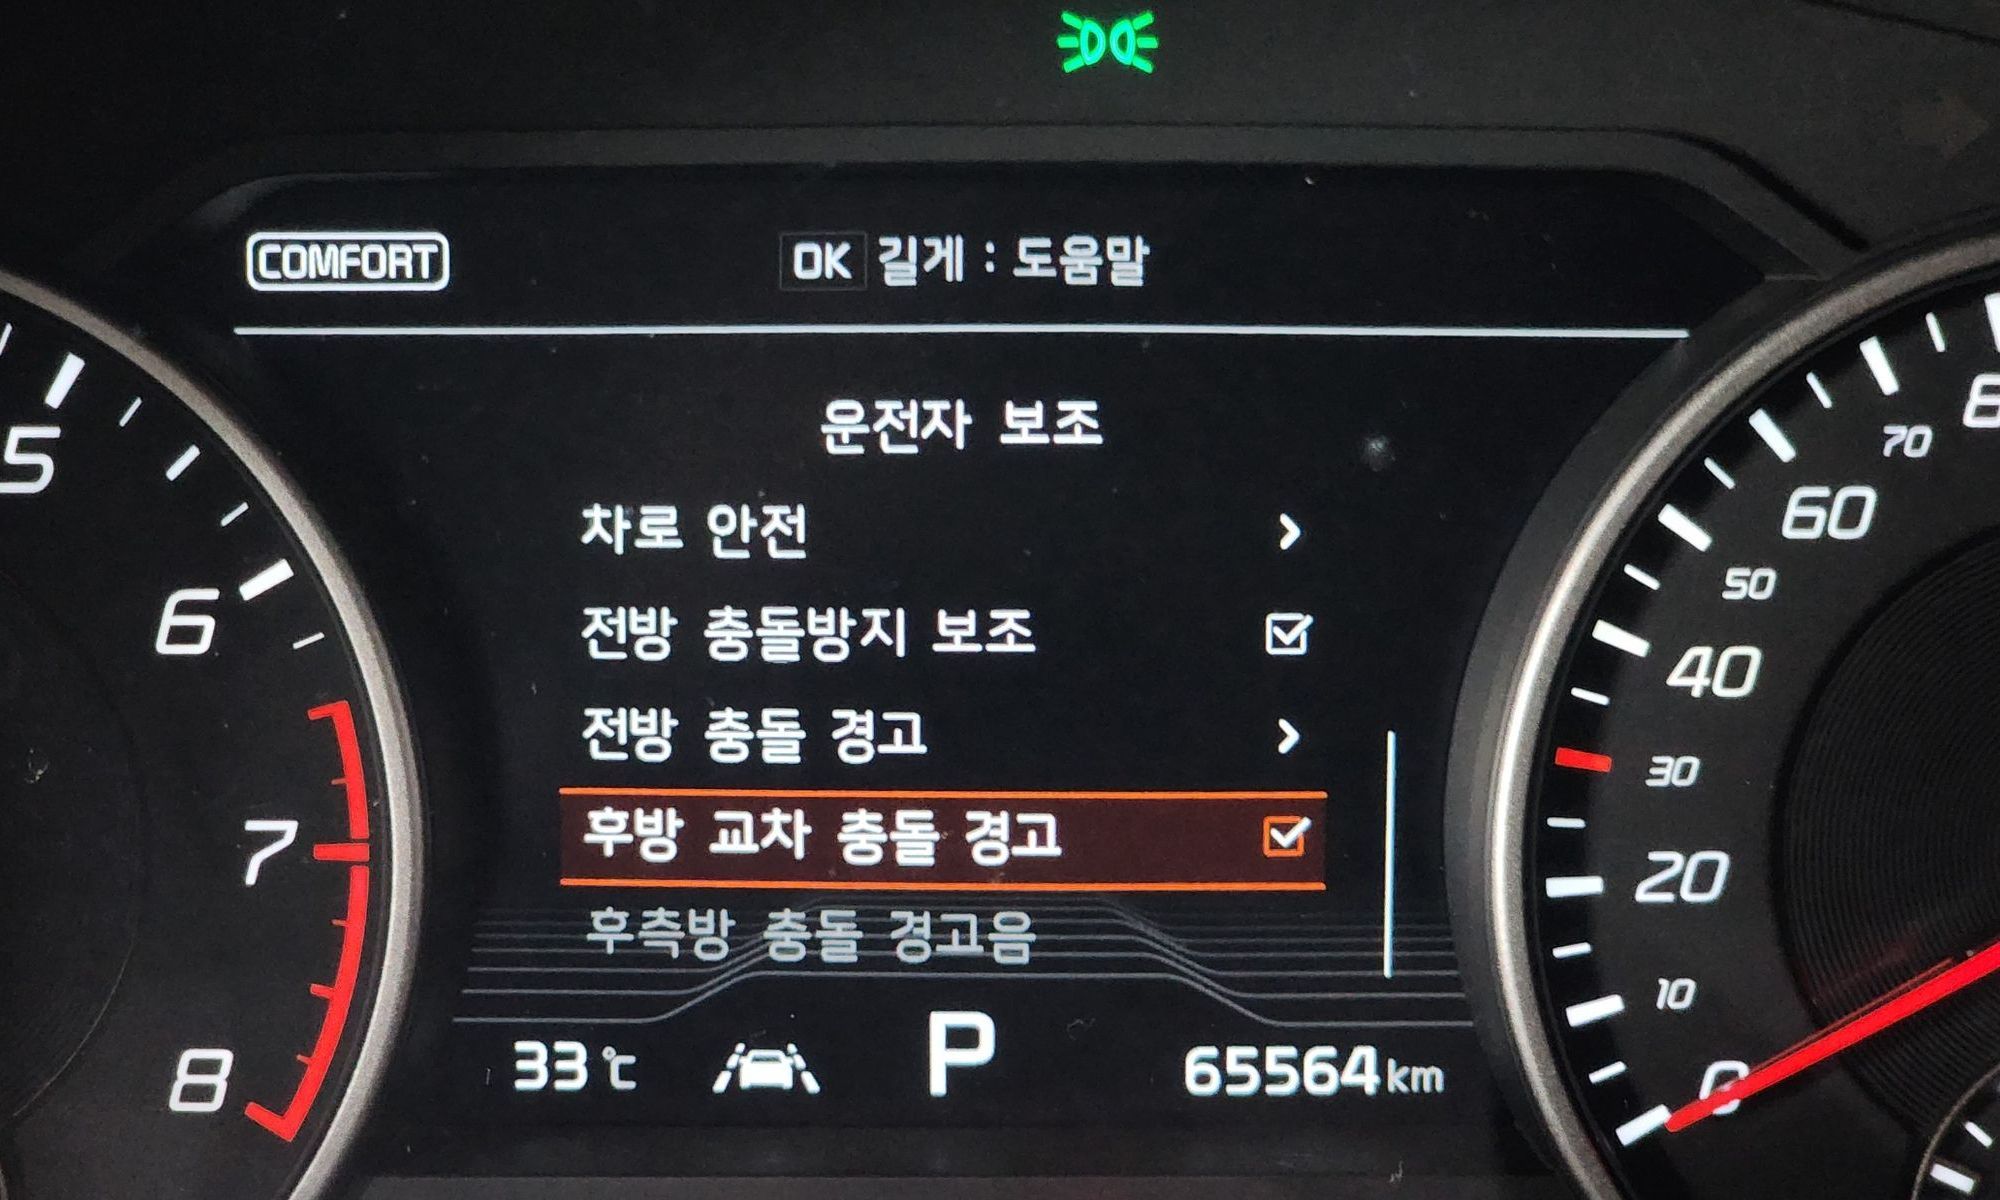 COMFORT
OK 길게 : 도움말
운전자 보조
차로 안전
전방 충돌방지 보조
전방 충돌 경고
후방 교차 충돌 경고
후측방 충돌 경고음
33 ℃
P
65564 km
5
6
7
8
70
60
50
40
30
20
10
0